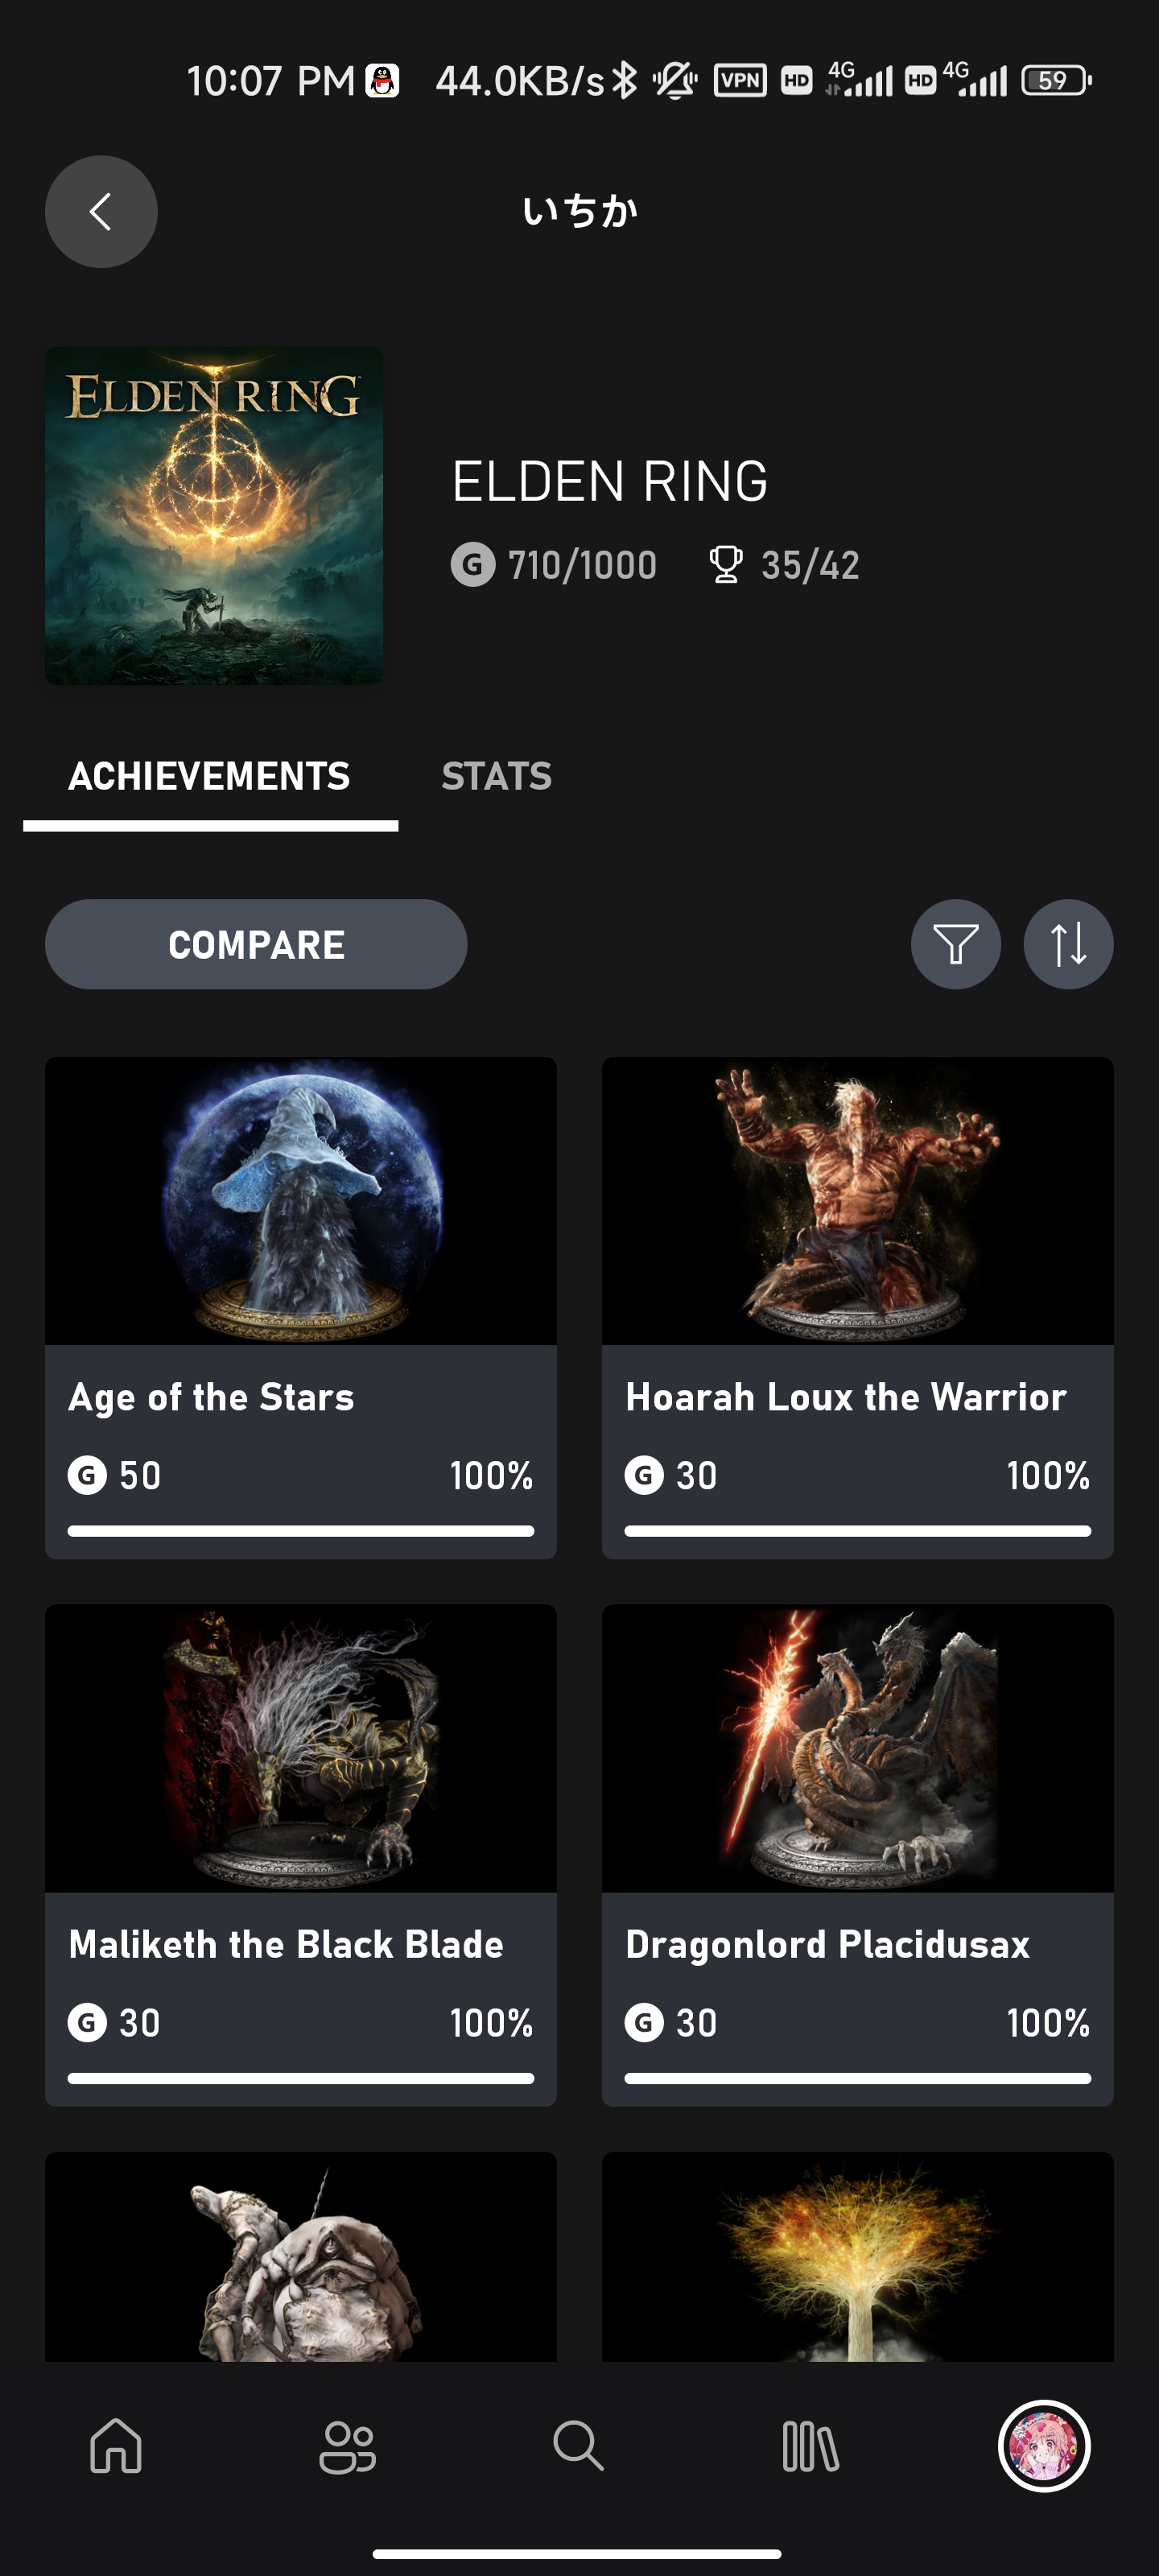 10:07 PM 44.0KB/s VPN HD 4G HD 4G 59
いちか
ELDEN RING
ELDEN RING
G 710/1000 35/42
ACHIEVEMENTS STATS
COMPARE
Age of the Stars
G 50 100%
Hoarah Loux the Warrior
G 30 100%
Maliketh the Black Blade
G 30 100%
Dragonlord Placidusax
G 30 100%